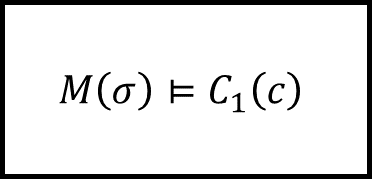 𝑀(𝜎) ⊨ 𝐶₁(𝑐)